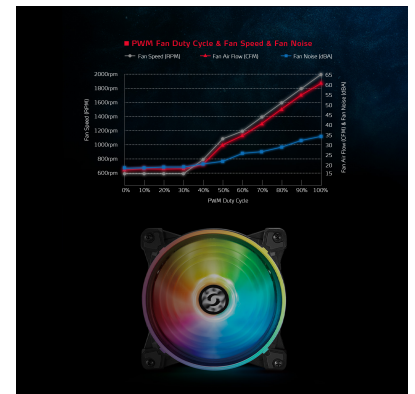 PWM Fan Duty Cycle & Fan Speed & Fan Noise
Fan Speed (RPM) Fan Air Flow (CFM) Fan Noise (dBA)
2000rpm
1800rpm
1600rpm
1400rpm
1200rpm
1000rpm
800rpm
600rpm
Fan Speed (RPM)
65
60
55
50
45
40
35
30
25
20
15
Fan Air Flow (CFM) & Fan Noise (dBA)
0% 10% 20% 30% 40% 50% 60% 70% 80% 90% 100%
PWM Duty Cycle